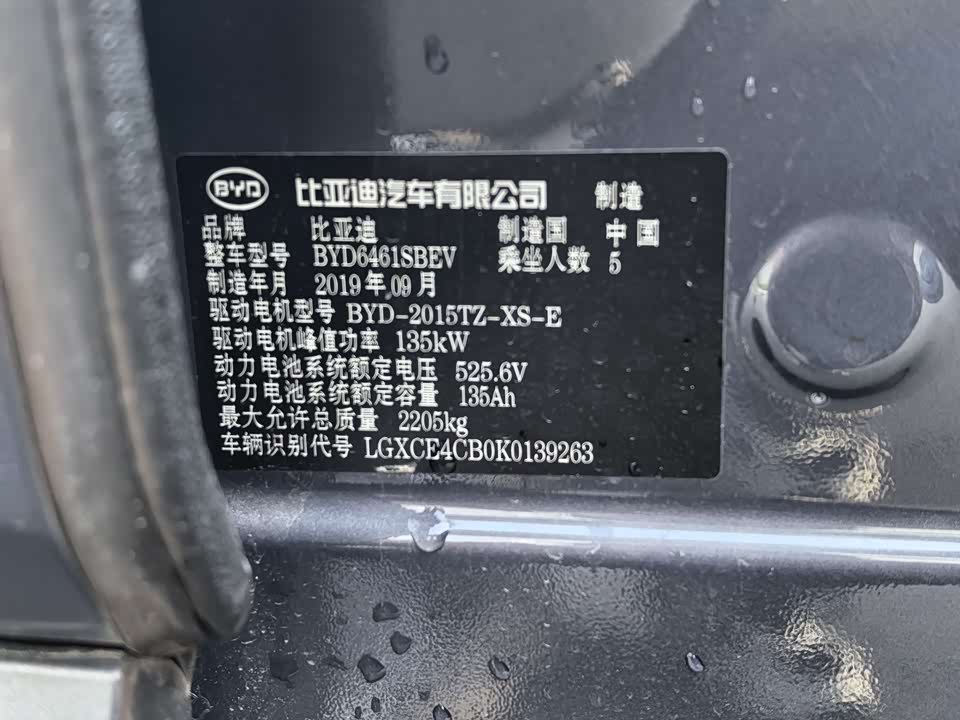 BYD 比亚迪汽车有限公司 制造
品牌 比亚迪 制造国 中国
整车型号 BYD6461SBEV 乘坐人数 5
制造年月 2019年09月
驱动电机型号 BYD-2015TZ-XS-E
驱动电机峰值功率 135kW
动力电池系统额定电压 525.6V
动力电池系统额定容量 135Ah
最大允许总质量 2205kg
车辆识别代号 LGXCE4CB0K0139263